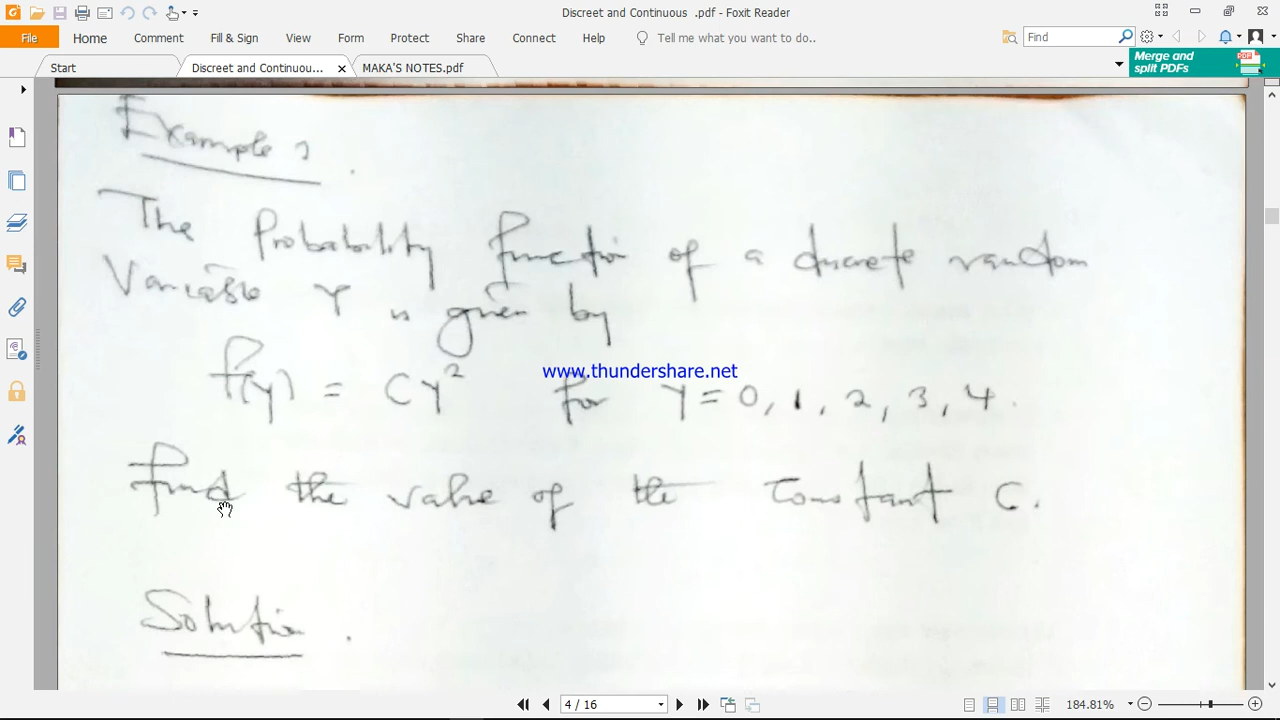 Discreet and Continuous .pdf - Foxit Reader
File Home Comment Fill & Sign View Form Protect Share Connect Help Tell me what you want to do.. Find
Start Discreet and Continuou... MAKA'S NOTES.pdf Merge and
split PDFs
Example
The Probability function of a discrete random
Variable Y is given by
f(y) = CY² for Y = 0, 1, 2, 3, 4.
www.thundershare.net
find the value of the Constant C.
Solution.
4 / 16 184.81%